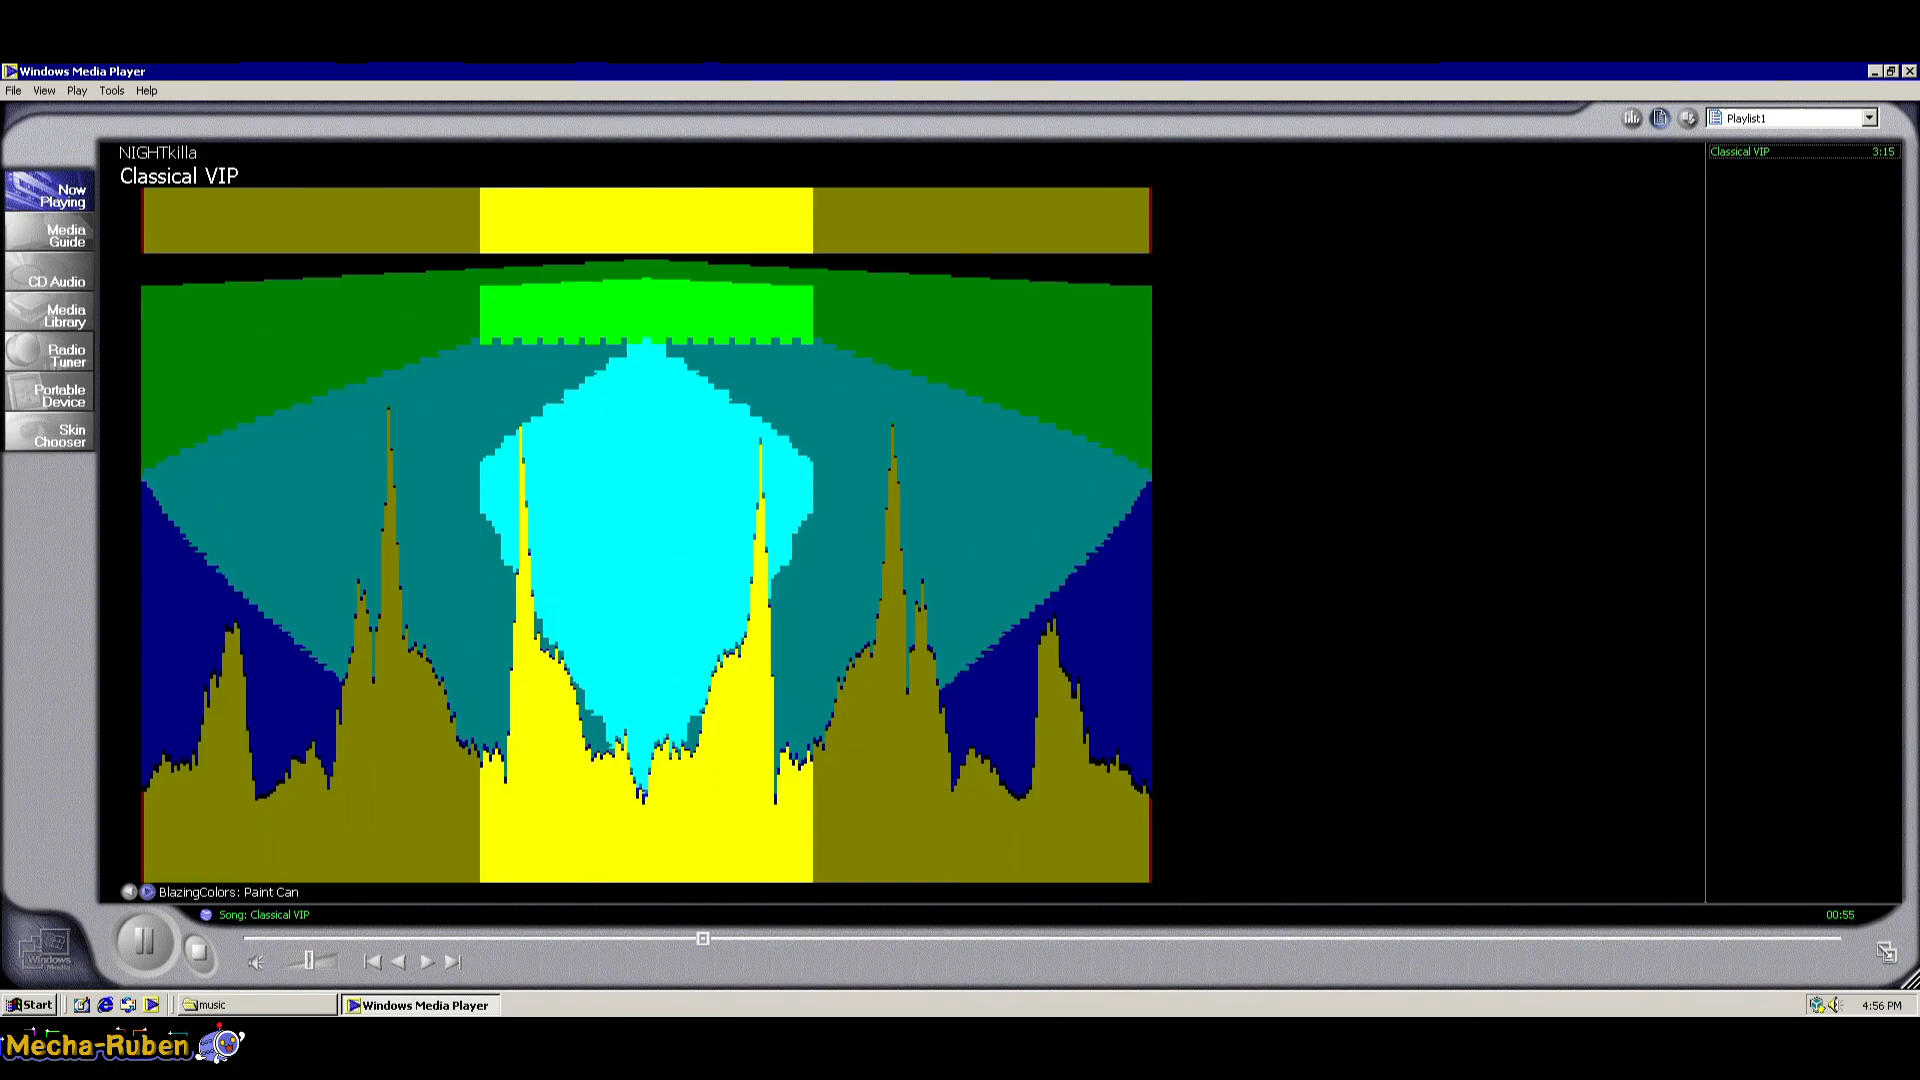 Windows Media Player
File View Play Tools Help
Playlist1
NIGHTkilla
Classical VIP
Classical VIP 3:15
Now Playing
Media Guide
CD Audio
Media Library
Radio Tuner
Portable Device
Skin Chooser
BlazingColors: Paint Can
Song: Classical VIP 00:55
Windows Media
Start music Windows Media Player 4:56 PM
Mecha-Ruben